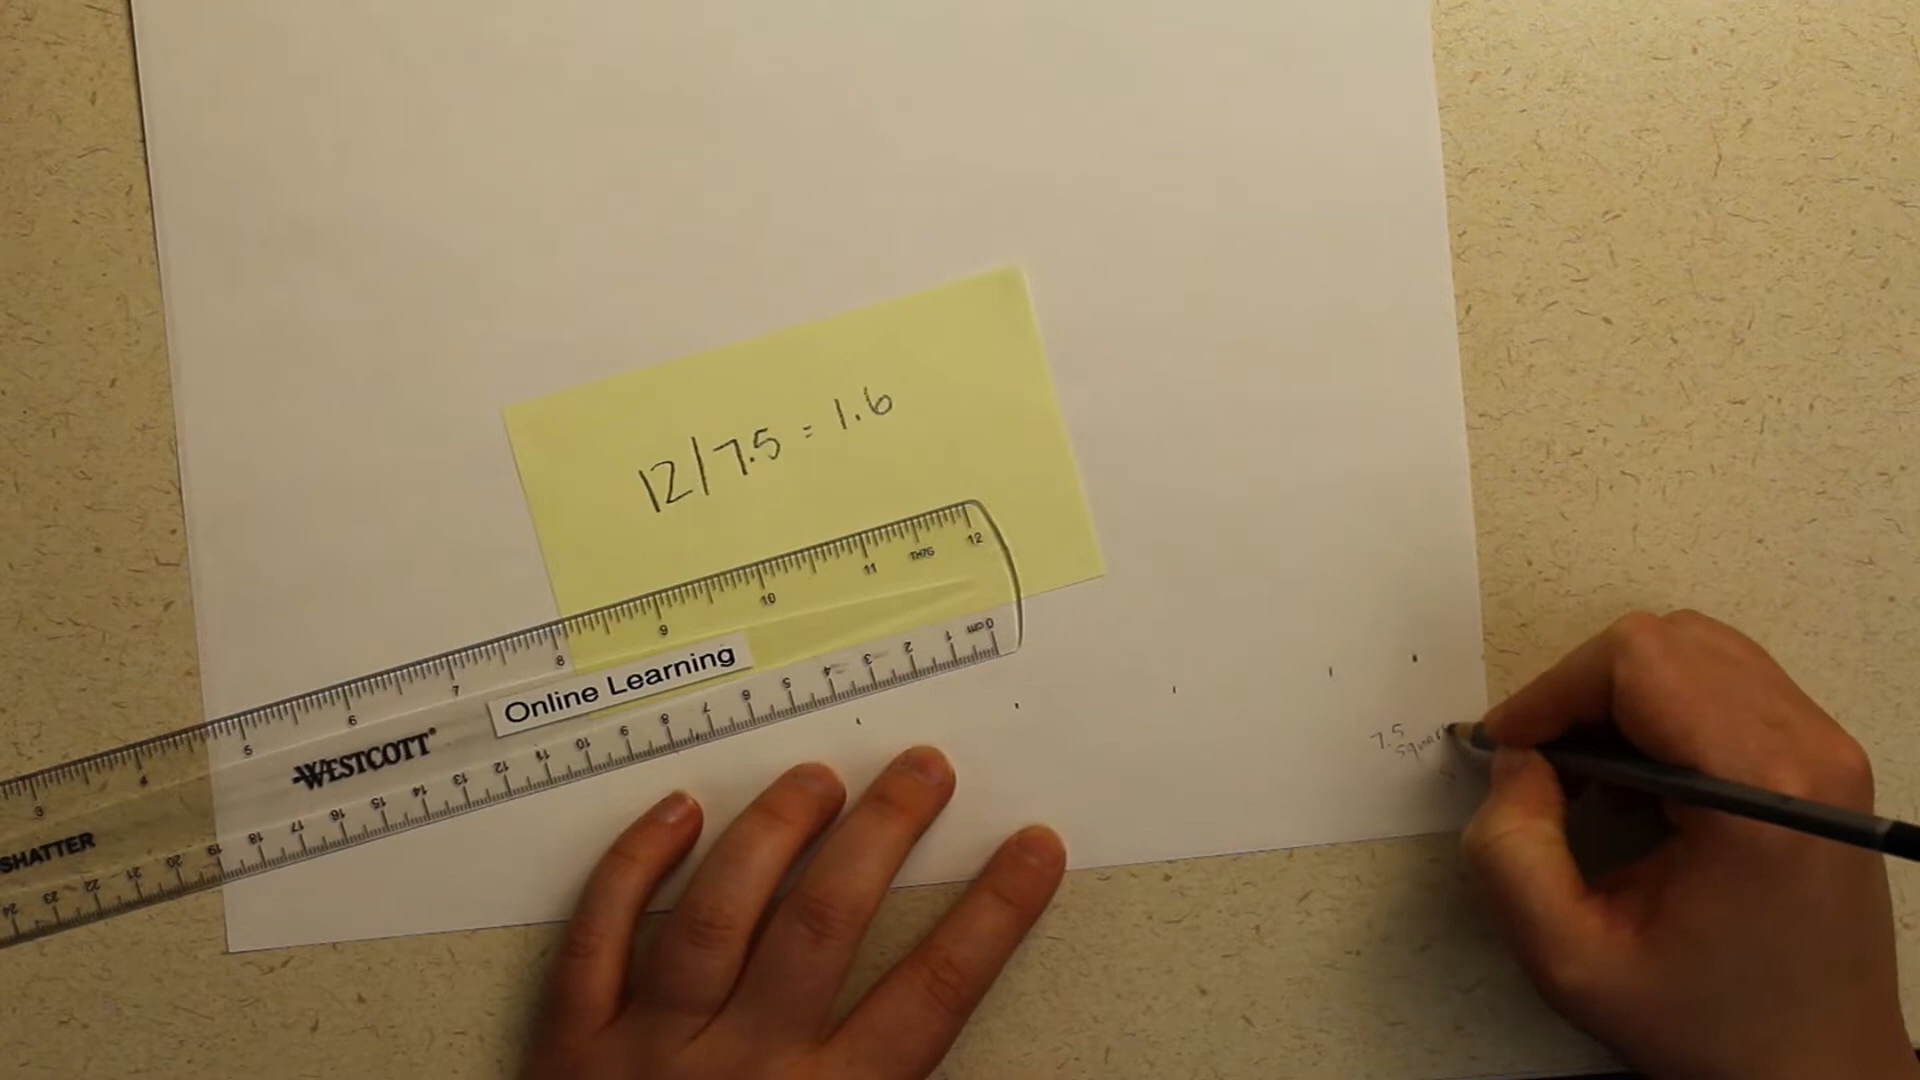 12/7.5 = 1.6
12
11
TH7G
10
9
8
7
6
5
4
3
Online Learning
WESTCOTT®
SHATTER
0 cm 1 2 3 4 5 6 7 8 9 10 11 12 13 14 15 16 17 18 19 20 21 22 23 24
7.5